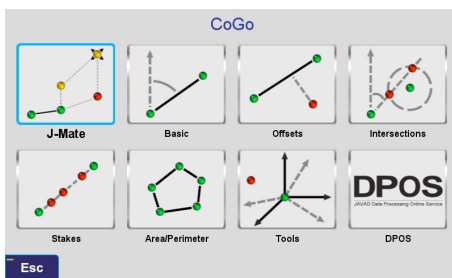 CoGo
J-Mate
Basic
Offsets
Intersections
DPOS
JAVAD Data Processing Online Service
Stakes
Area/Perimeter
Tools
DPOS
Esc